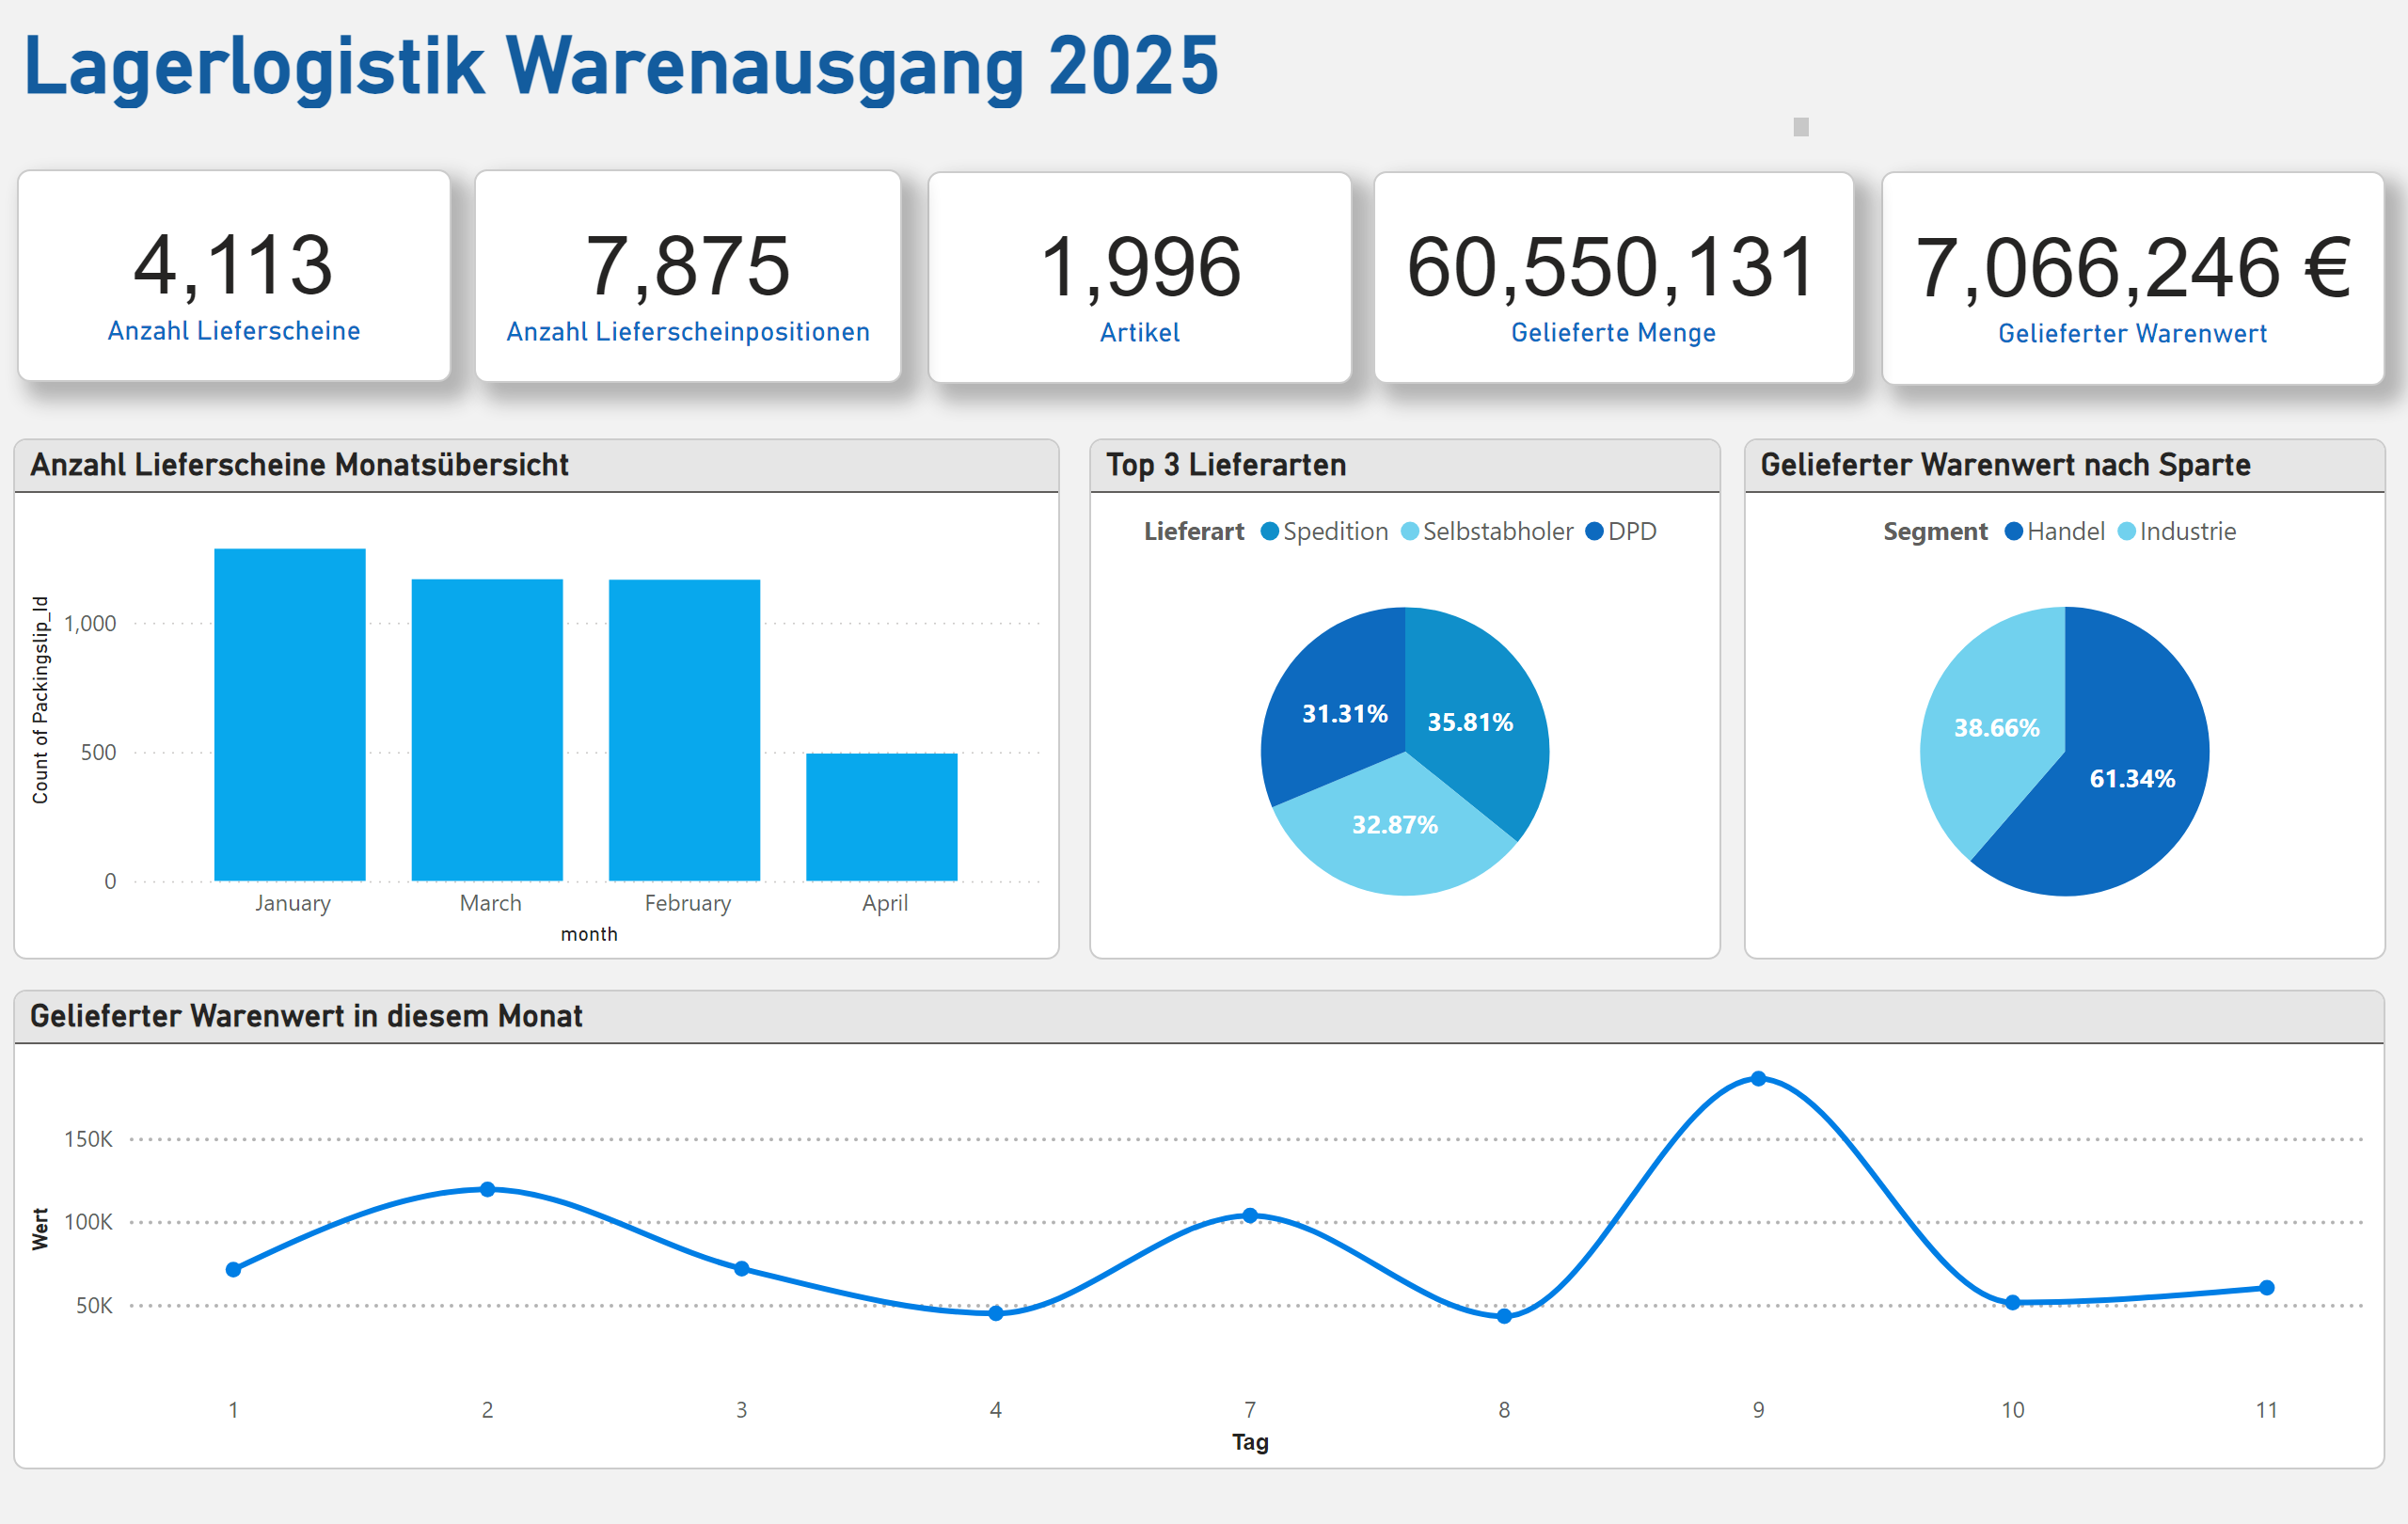 Lagerlogistik Warenausgang 2025
4,113
Anzahl Lieferscheine
7,875
Anzahl Lieferscheinpositionen
1,996
Artikel
60,550,131
Gelieferte Menge
7,066,246 €
Gelieferter Warenwert
Anzahl Lieferscheine Monatsübersicht
Count of Packingslip_Id
1,000
500
0
January March February April
month
Top 3 Lieferarten
Lieferart Spedition Selbstabholer DPD
31.31%
35.81%
32.87%
Gelieferter Warenwert nach Sparte
Segment Handel Industrie
38.66%
61.34%
Gelieferter Warenwert in diesem Monat
Wert
150K
100K
50K
1 2 3 4 7 8 9 10 11
Tag